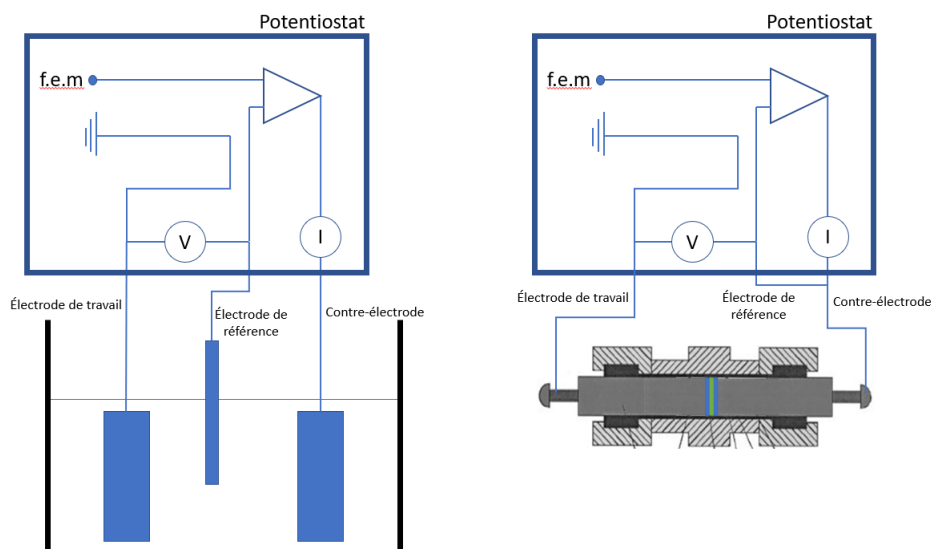 Potentiostat
f.e.m
V
I
Électrode de travail
Électrode de
référence
Contre-électrode
Potentiostat
f.e.m
V
I
Électrode de travail
Électrode de
référence
Contre-électrode